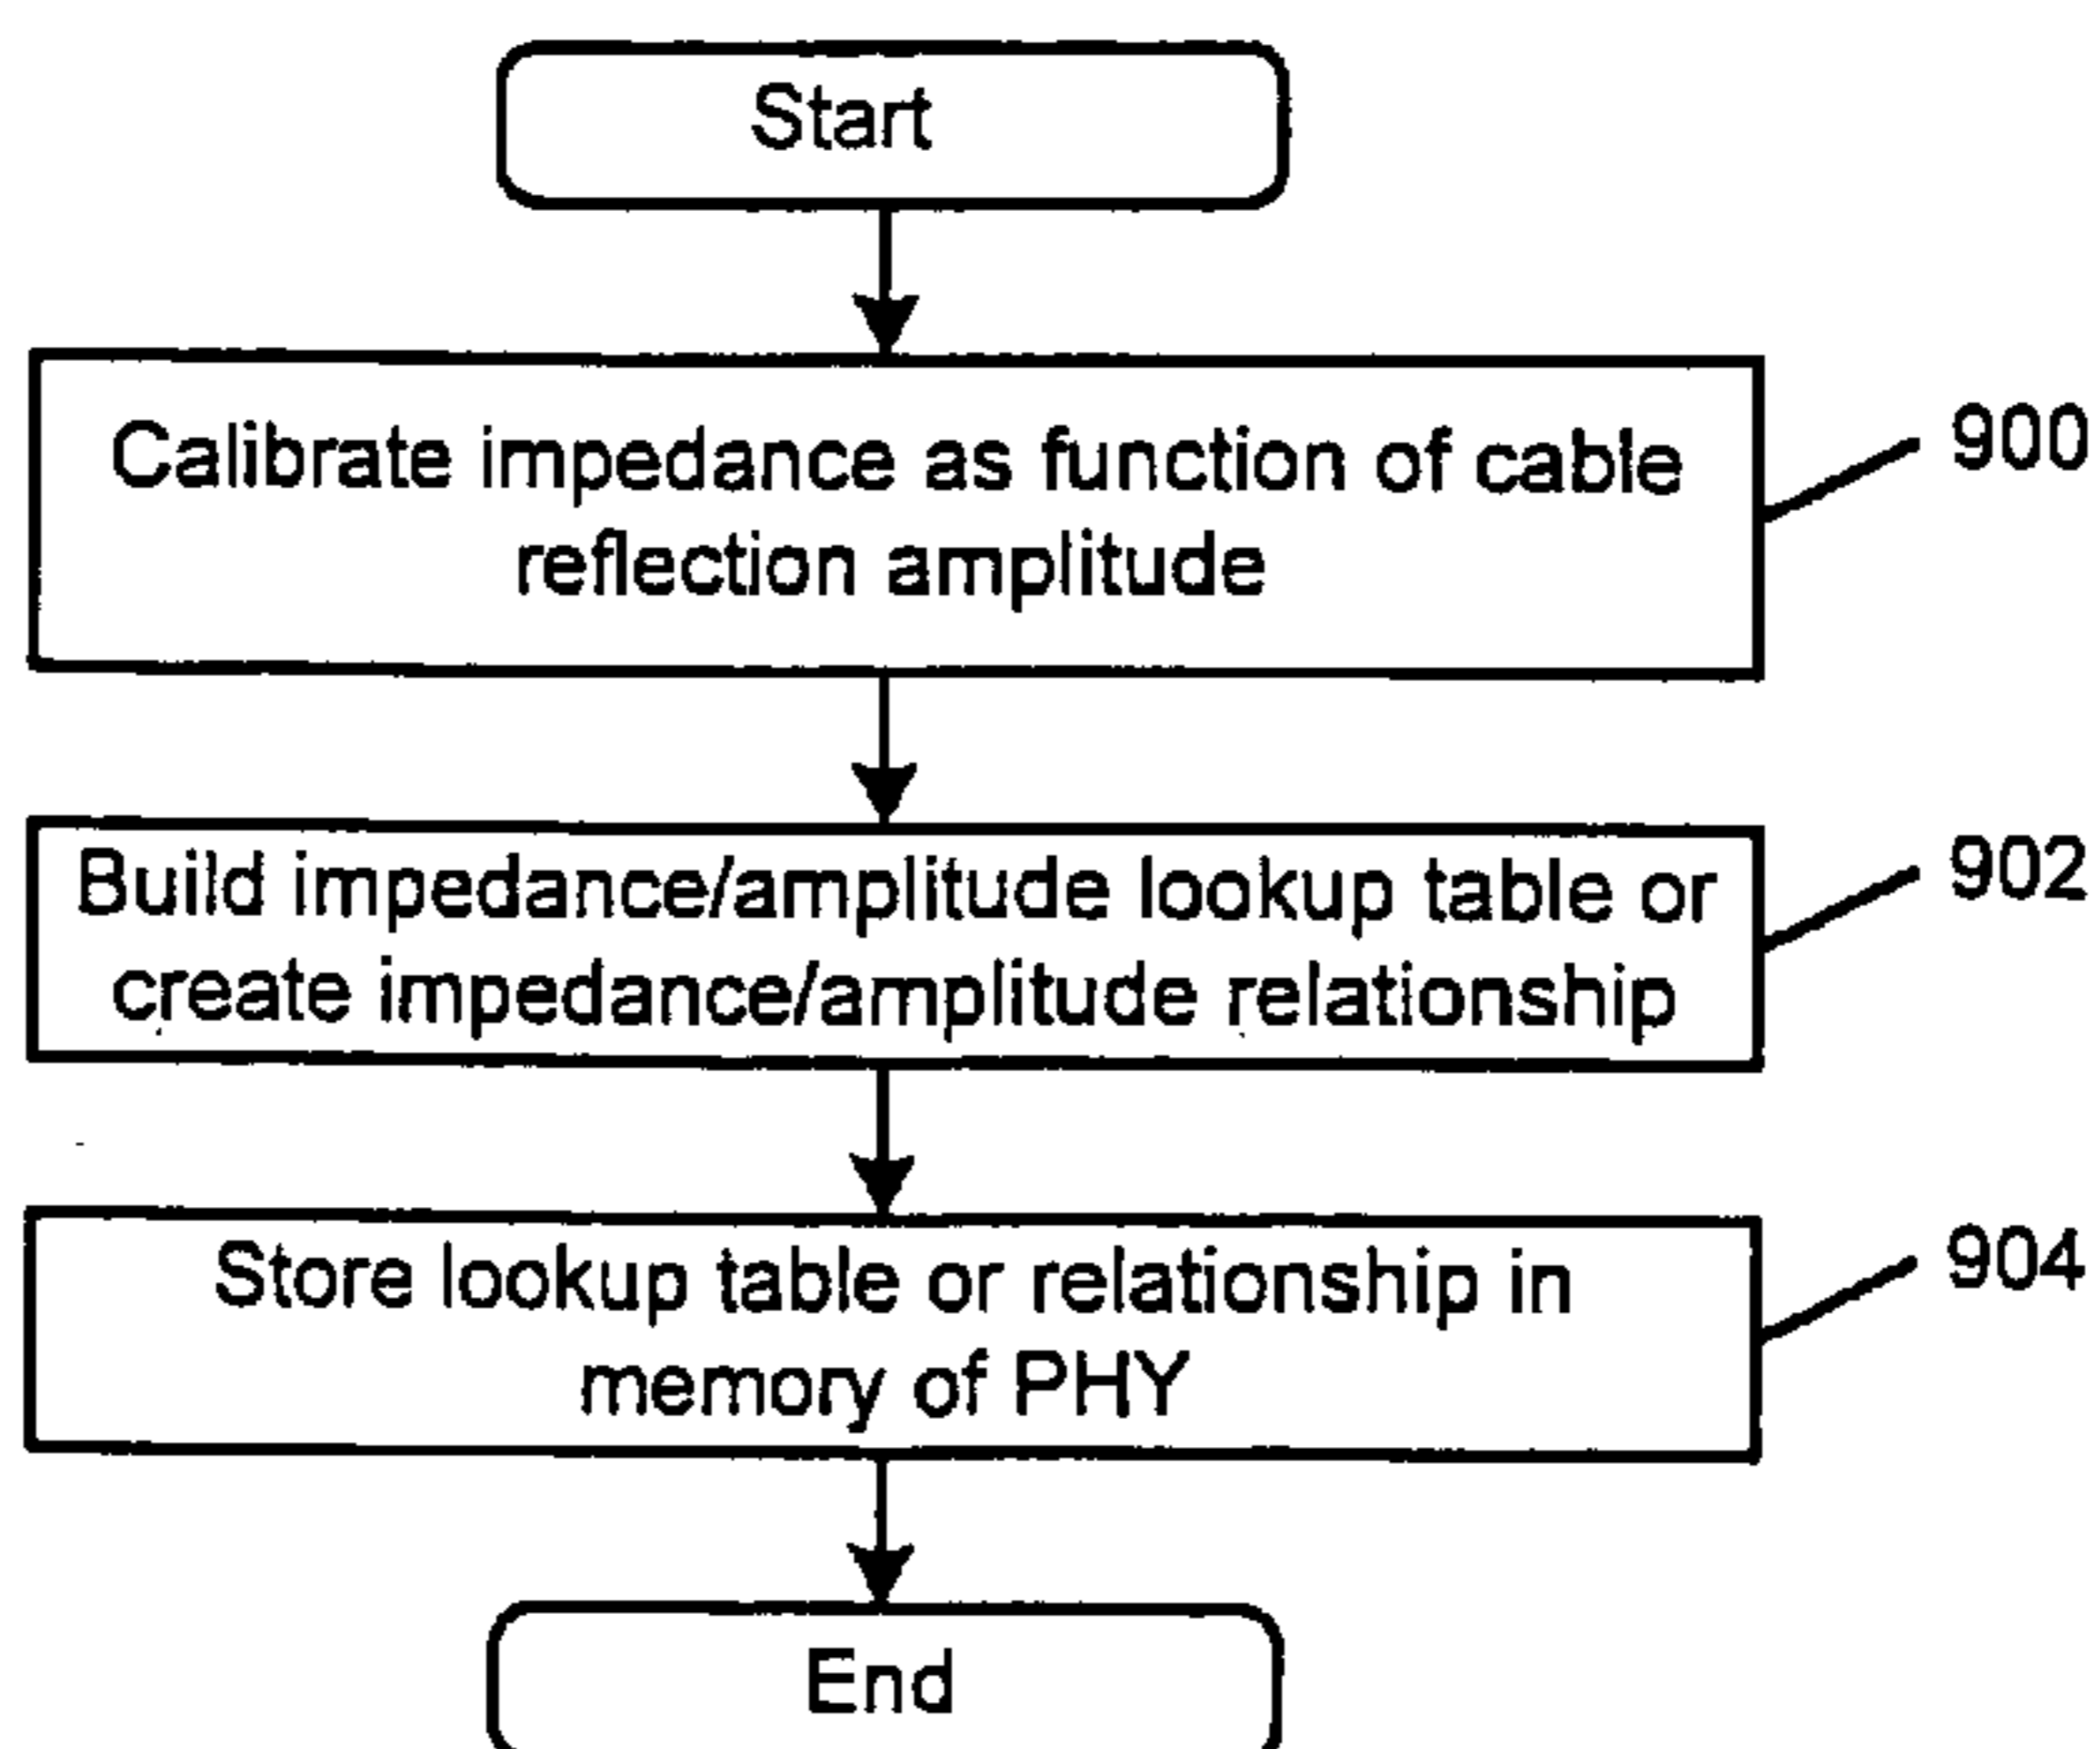 Start
Calibrate impedance as function of cable
reflection amplitude
900
Build impedance/amplitude lookup table or
create impedance/amplitude relationship
902
Store lookup table or relationship in
memory of PHY
904
End